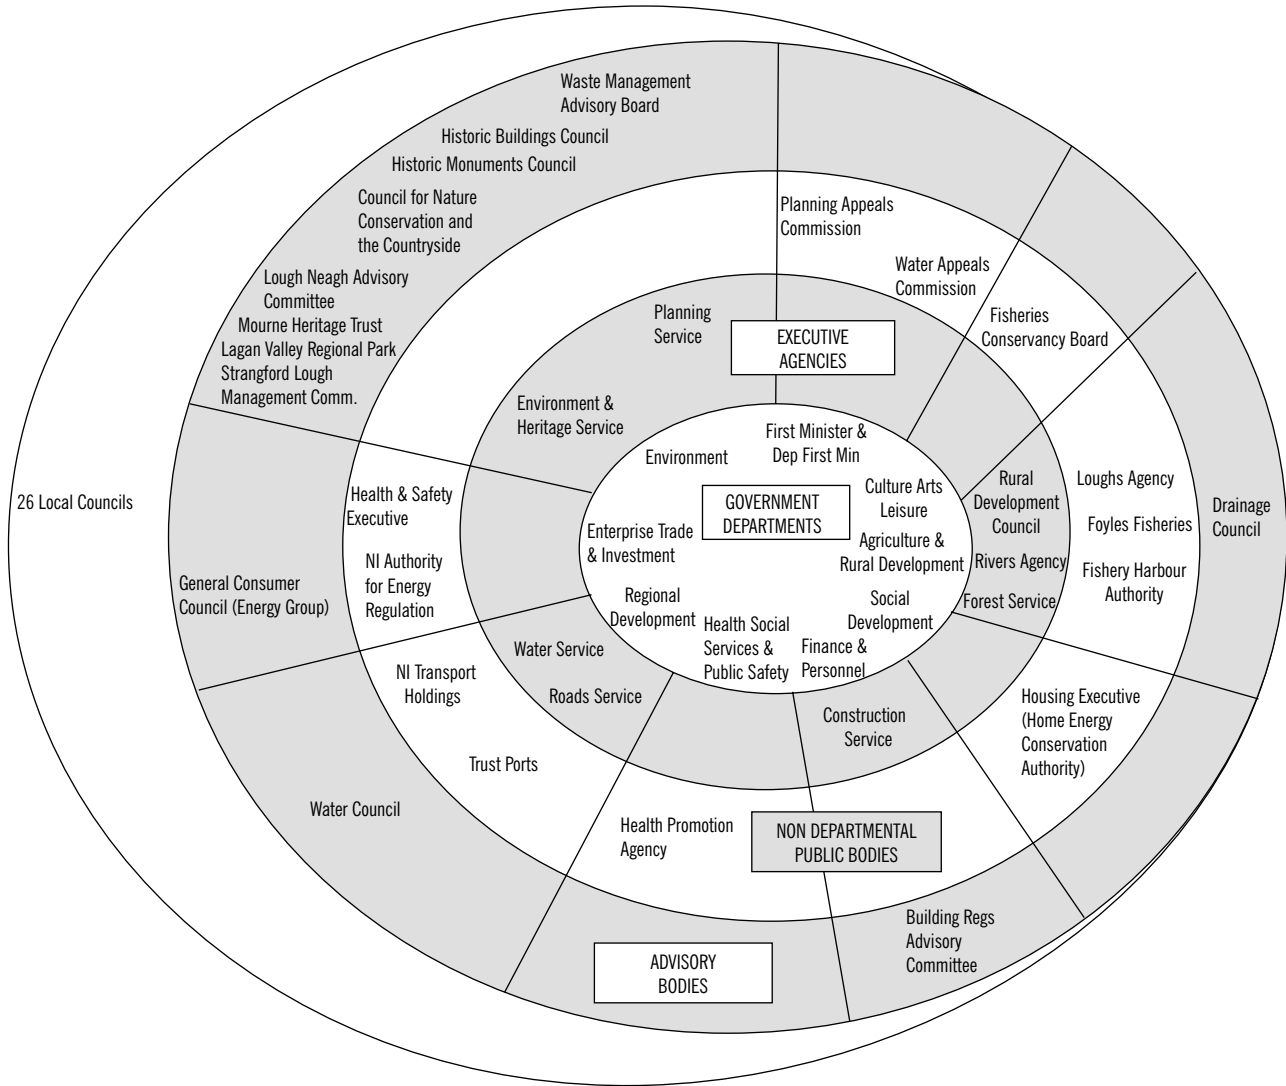 Waste Management
Advisory Board
Historic Buildings Council
Historic Monuments Council
Council for Nature
Conservation and
the Countryside
Lough Neagh Advisory
Committee
Mourne Heritage Trust
Lagan Valley Regional Park
Strangford Lough
Management Comm.
Planning Appeals
Commission
Water Appeals
Commission
Fisheries
Conservancy Board
Planning
Service
EXECUTIVE
AGENCIES
Environment &
Heritage Service
First Minister &
Dep First Min
Environment
Culture Arts
Leisure
GOVERNMENT
DEPARTMENTS
Enterprise Trade
& Investment
Agriculture &
Rural Development
Regional
Development
Social
Development
Health Social
Services &
Public Safety
Finance &
Personnel
Rural
Development
Council
Rivers Agency
Forest Service
Loughs Agency
Foyles Fisheries
Fishery Harbour
Authority
Drainage
Council
26 Local Councils
Health & Safety
Executive
NI Authority
for Energy
Regulation
General Consumer
Council (Energy Group)
Water Service
Roads Service
NI Transport
Holdings
Trust Ports
Water Council
Construction
Service
Housing Executive
(Home Energy
Conservation
Authority)
Health Promotion
Agency
NON DEPARTMENTAL
PUBLIC BODIES
Building Regs
Advisory
Committee
ADVISORY
BODIES